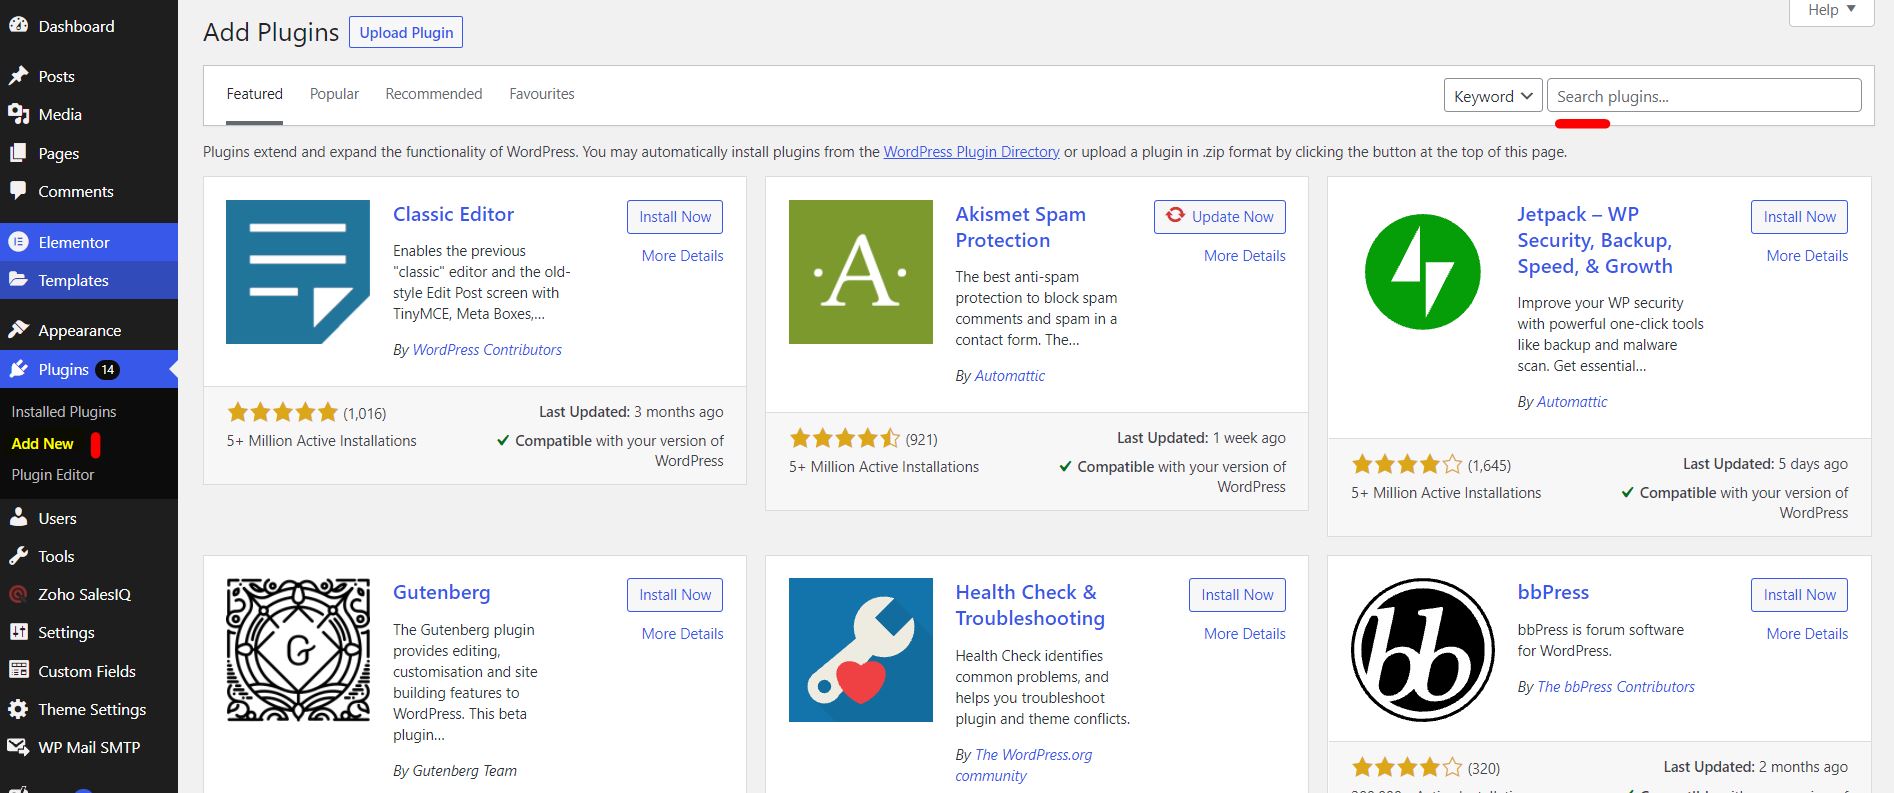 Dashboard
Posts
Media
Pages
Comments
Elementor
Templates
Appearance
Plugins 14
Installed Plugins
Add New
Plugin Editor
Users
Tools
Zoho SalesIQ
Settings
Custom Fields
Theme Settings
WP Mail SMTP
Help
Add Plugins Upload Plugin
Featured Popular Recommended Favourites Keyword Search plugins...
Plugins extend and expand the functionality of WordPress. You may automatically install plugins from the WordPress Plugin Directory or upload a plugin in .zip format by clicking the button at the top of this page.
Classic Editor
Install Now
More Details
Enables the previous
"classic" editor and the old-
style Edit Post screen with
TinyMCE, Meta Boxes,...
By WordPress Contributors
(1,016)
5+ Million Active Installations
Last Updated: 3 months ago
Compatible with your version of
WordPress
A
Akismet Spam
Protection
Update Now
More Details
The best anti-spam
protection to block spam
comments and spam in a
contact form. The...
By Automattic
(921)
5+ Million Active Installations
Last Updated: 1 week ago
Compatible with your version of
WordPress
Jetpack – WP
Security, Backup,
Speed, & Growth
Install Now
More Details
Improve your WP security
with powerful one-click tools
like backup and malware
scan. Get essential...
By Automattic
(1,645)
5+ Million Active Installations
Last Updated: 5 days ago
Compatible with your version of
WordPress
G
Gutenberg
Install Now
More Details
The Gutenberg plugin
provides editing,
customisation and site
building features to
WordPress. This beta
plugin...
By Gutenberg Team
Health Check &
Troubleshooting
Install Now
More Details
Health Check identifies
common problems, and
helps you troubleshoot
plugin and theme conflicts.
By The WordPress.org
community
bb
bbPress
Install Now
More Details
bbPress is forum software
for WordPress.
By The bbPress Contributors
(320)
Last Updated: 2 months ago